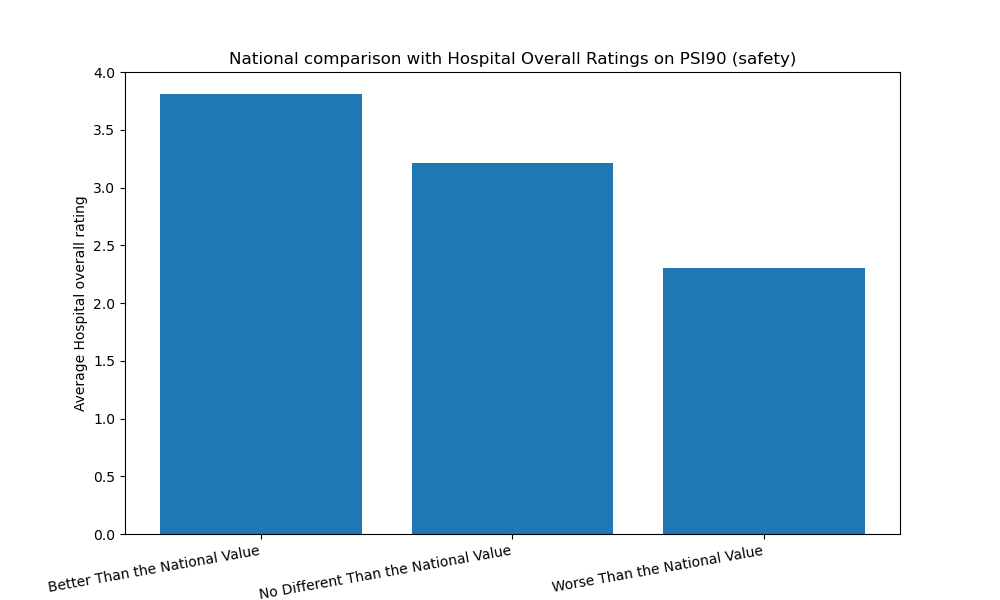 National comparison with Hospital Overall Ratings on PSI90 (safety)
Average Hospital overall rating
4.0
3.5
3.0
2.5
2.0
1.5
1.0
0.5
0.0
Better Than the National Value
No Different Than the National Value
Worse Than the National Value